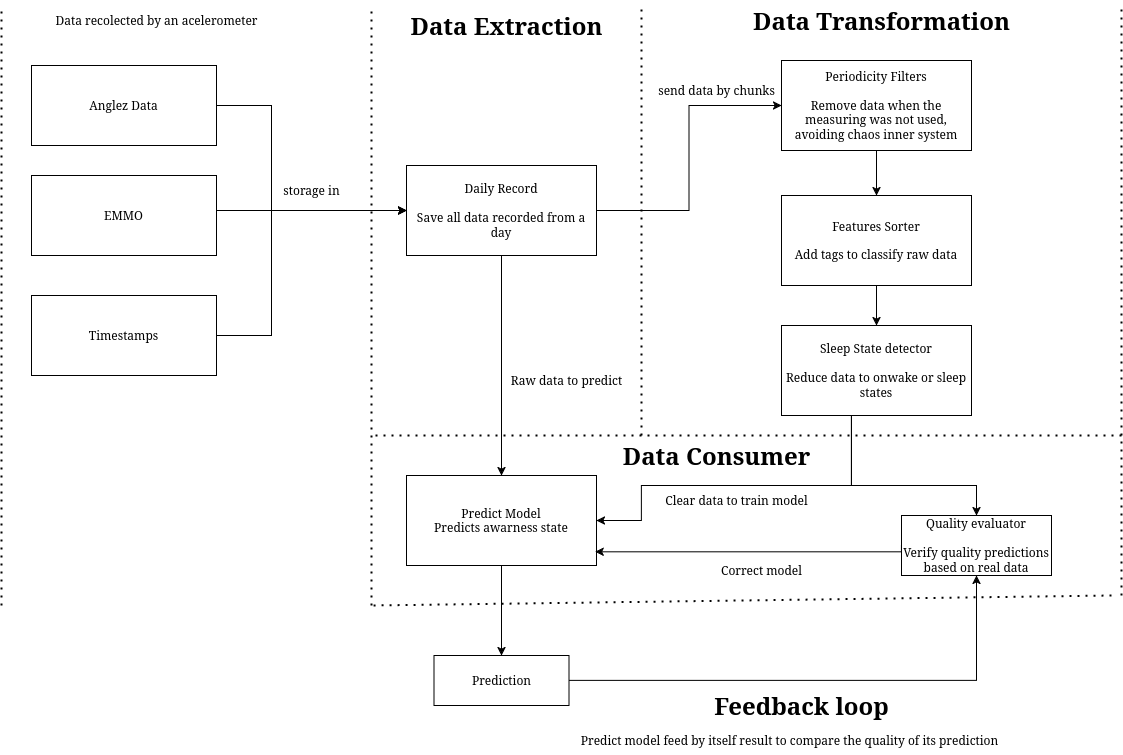 Data recolected by an acelerometer
Data Extraction
Data Transformation
Anglez Data
EMMO
Timestamps
storage in
Daily Record
Save all data recorded from a
day
send data by chunks
Periodicity Filters
Remove data when the
measuring was not used,
avoiding chaos inner system
Features Sorter
Add tags to classify raw data
Sleep State detector
Reduce data to onwake or sleep
states
Raw data to predict
Data Consumer
Predict Model
Predicts awarness state
Clear data to train model
Quality evaluator
Verify quality predictions
based on real data
Correct model
Prediction
Feedback loop
Predict model feed by itself result to compare the quality of its prediction